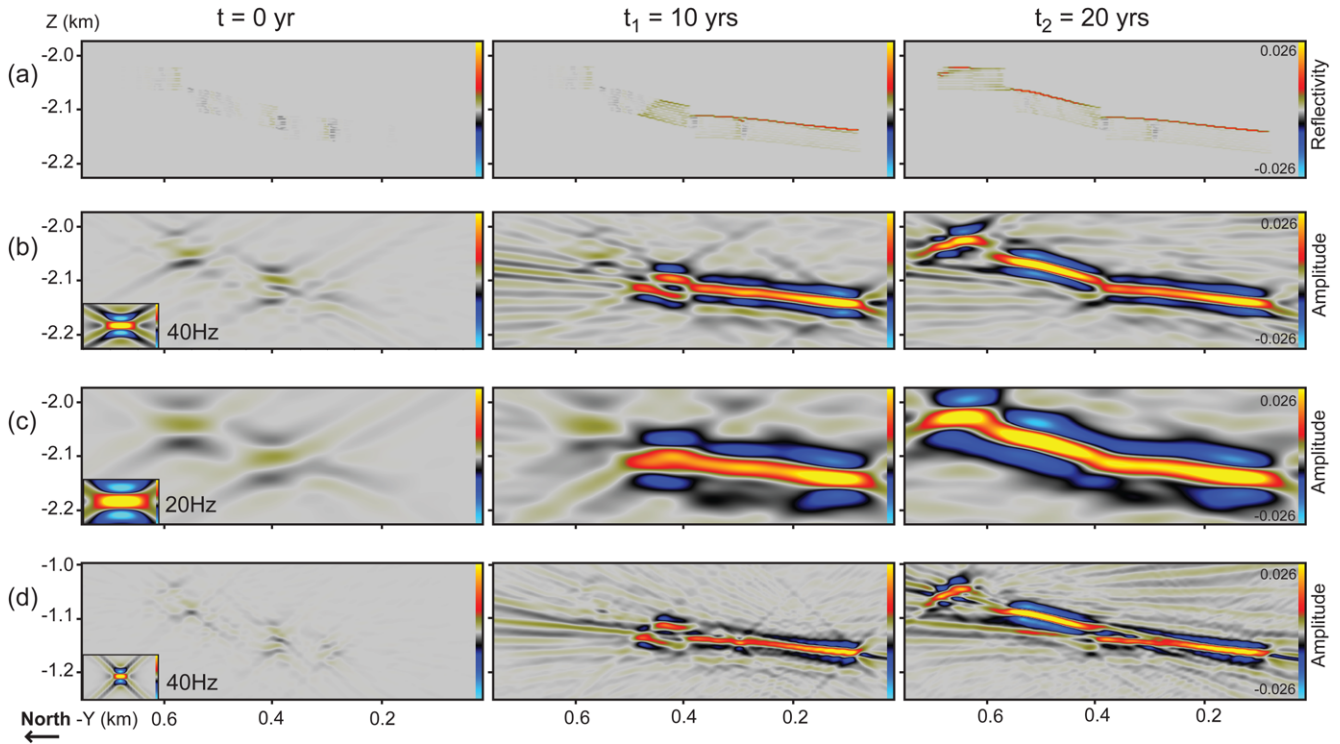 Z (km) t = 0 yr t₁ = 10 yrs t₂ = 20 yrs
(a)
-2.0
-2.1
-2.2
0.026
-0.026
Reflectivity
(b)
-2.0
-2.1
-2.2
40Hz
0.026
-0.026
Amplitude
(c)
-2.0
-2.1
-2.2
20Hz
0.026
-0.026
Amplitude
(d)
-1.0
-1.1
-1.2
40Hz
0.026
-0.026
Amplitude
North -Y (km) 0.6 0.4 0.2 0.6 0.4 0.2 0.6 0.4 0.2